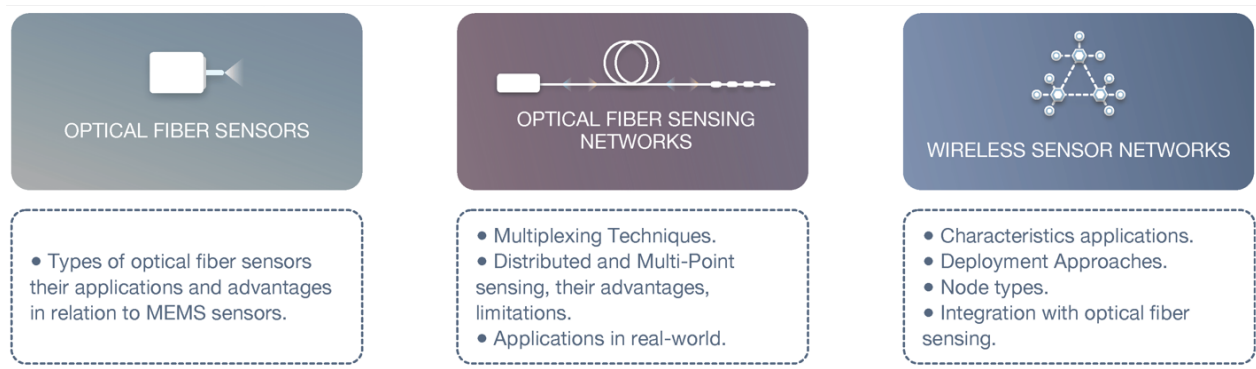 OPTICAL FIBER SENSORS
• Types of optical fiber sensors
their applications and advantages
in relation to MEMS sensors.
OPTICAL FIBER SENSING
NETWORKS
• Multiplexing Techniques.
• Distributed and Multi-Point
sensing, their advantages,
limitations.
• Applications in real-world.
WIRELESS SENSOR NETWORKS
• Characteristics applications.
• Deployment Approaches.
• Node types.
• Integration with optical fiber
sensing.